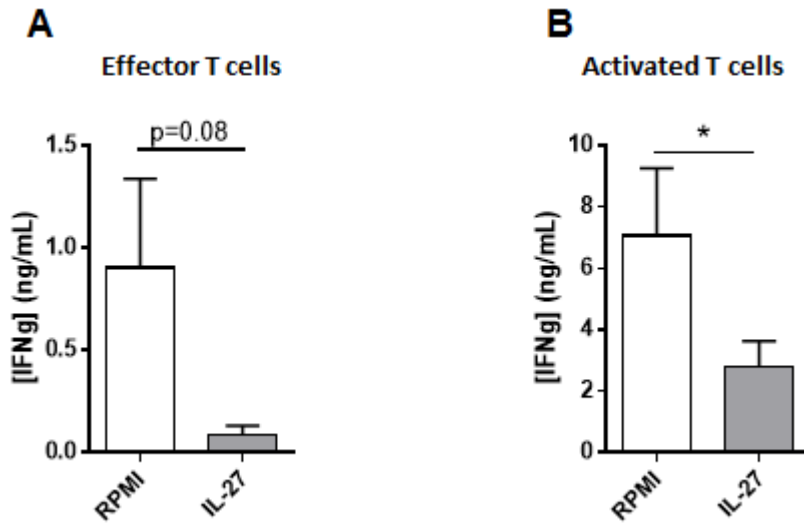 A
Effector T cells
p=0.08
1.5
1.0
0.5
0.0
[IFNg] (ng/mL)
RPMI
IL-27
B
Activated T cells
*
10
8
6
4
2
0
[IFNg] (ng/mL)
RPMI
IL-27